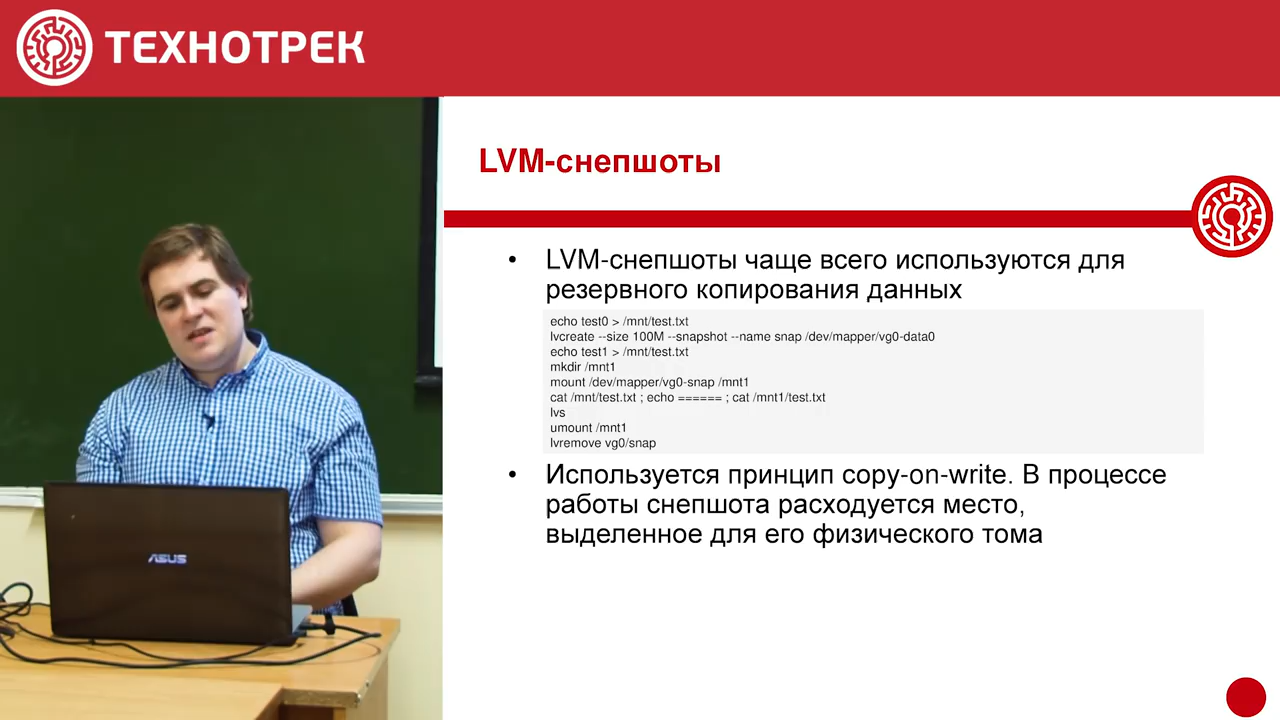 ТЕХНОТРЕК
LVM-снепшоты
• LVM-снепшоты чаще всего используются для
резервного копирования данных
echo test0 > /mnt/test.txt
lvcreate --size 100M --snapshot --name snap /dev/mapper/vg0-data0
echo test1 > /mnt/test.txt
mkdir /mnt1
mount /dev/mapper/vg0-snap /mnt1
cat /mnt/test.txt ; echo ====== ; cat /mnt1/test.txt
lvs
umount /mnt1
lvremove vg0/snap
• Используется принцип copy-on-write. В процессе
работы снепшота расходуется место,
выделенное для его физического тома
ASUS